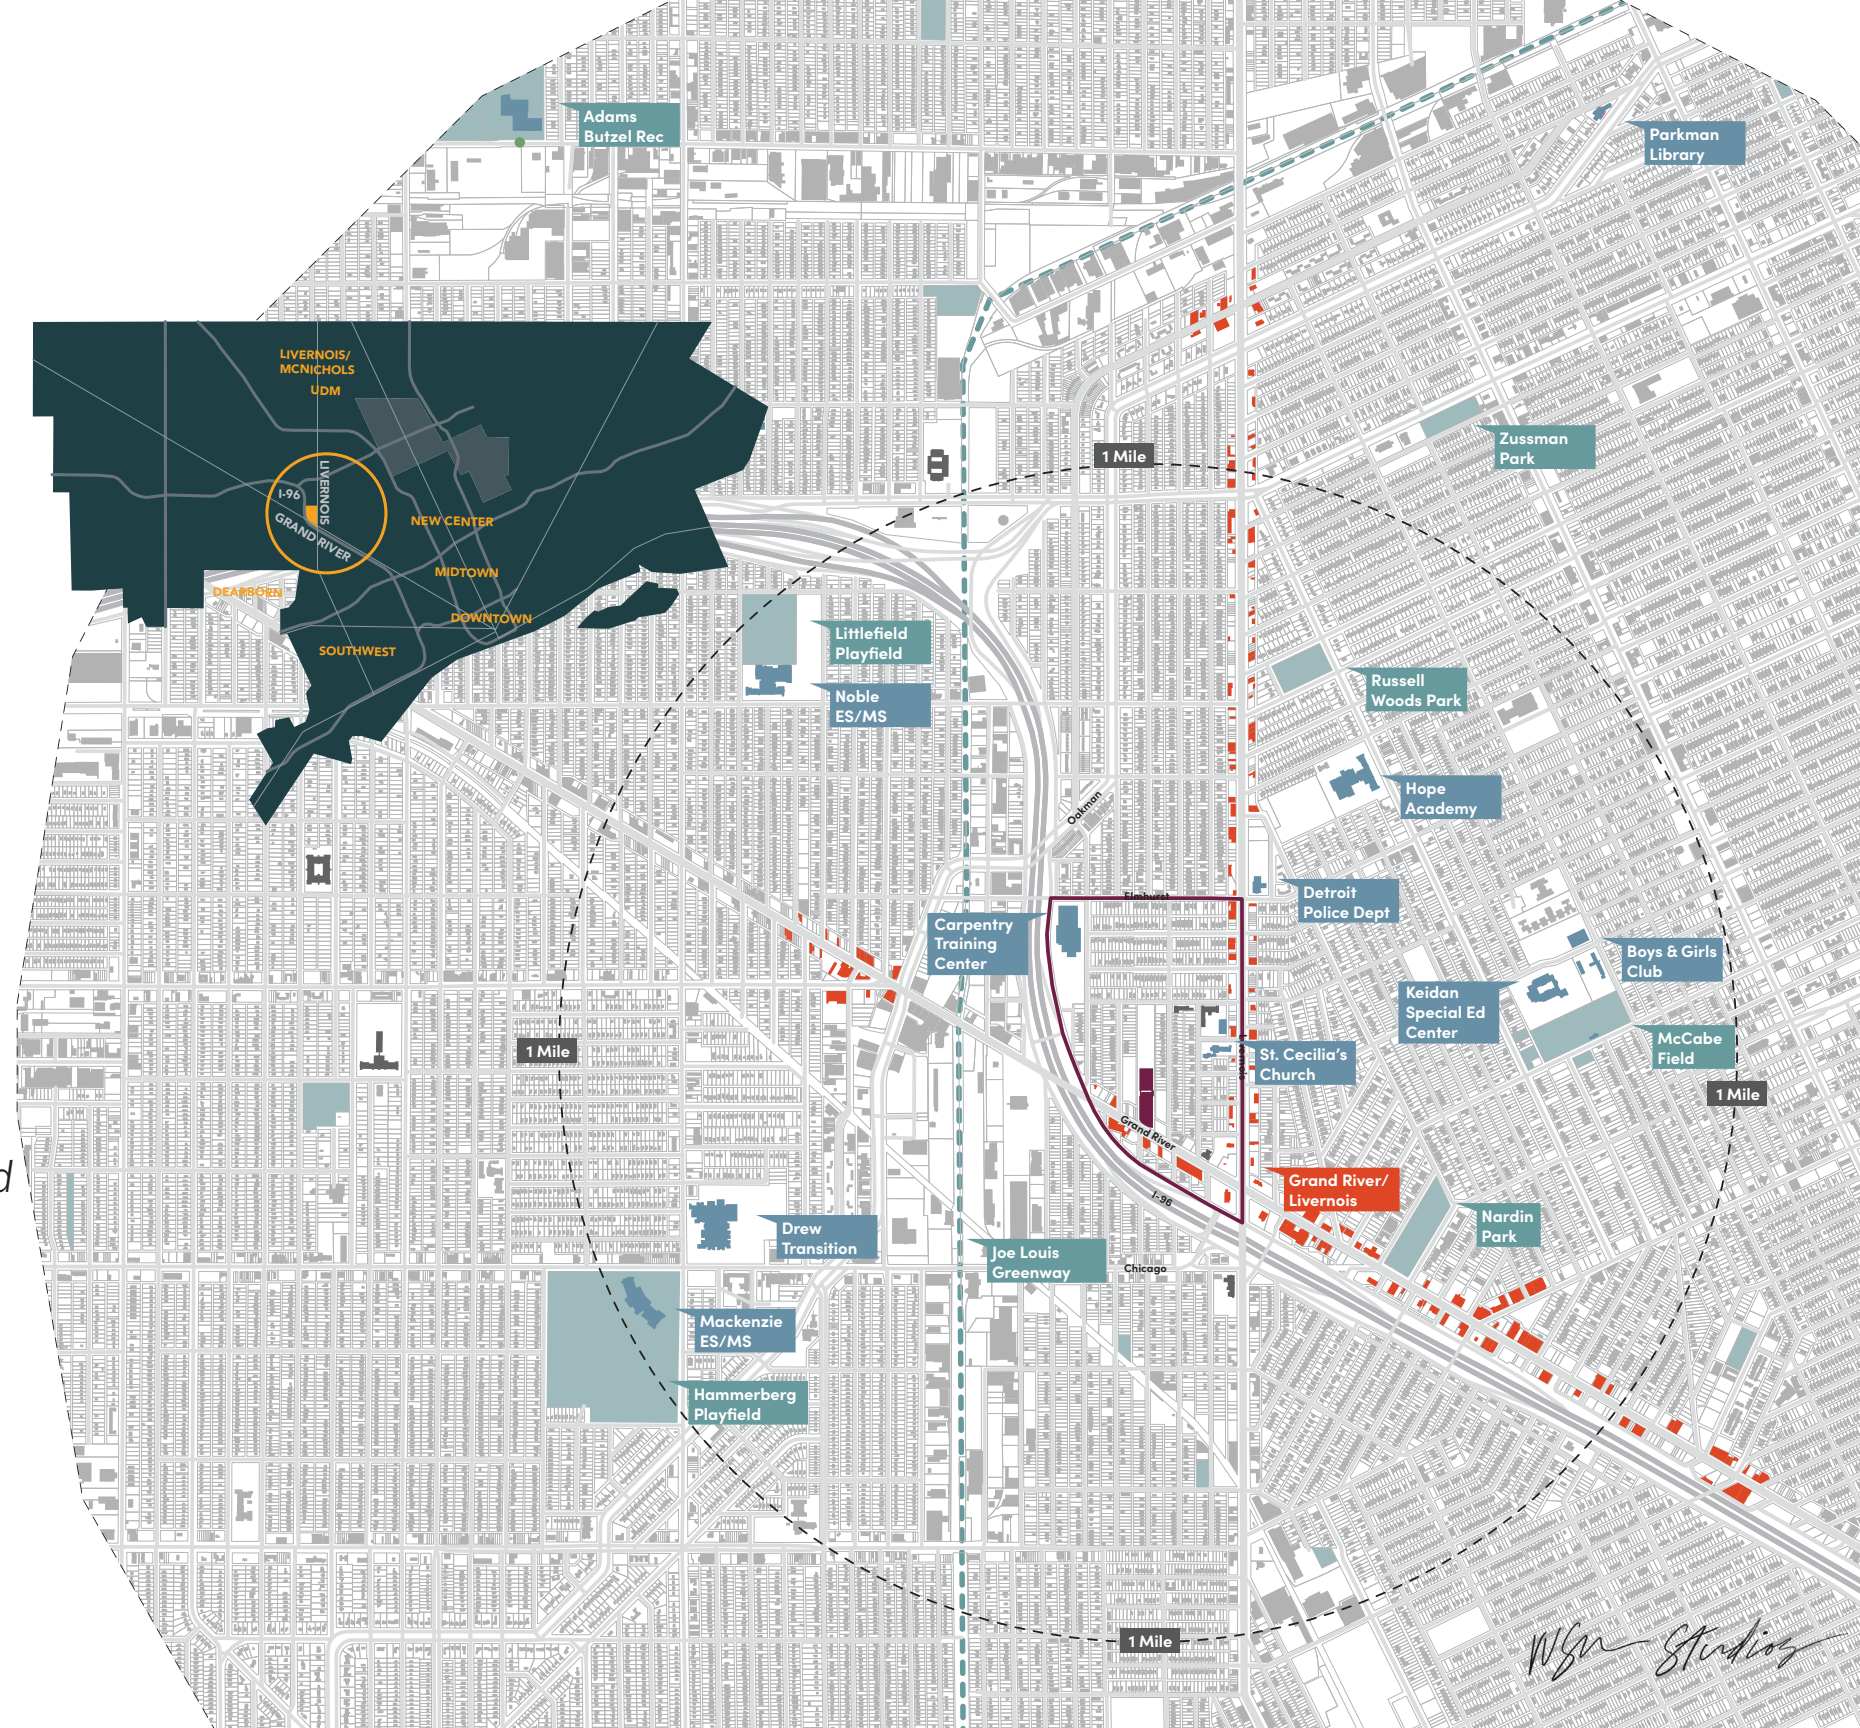 Adams
Butzel Rec
Parkman
Library
LIVERNOIS/
MCNICHOLS
UDM
LIVERNOIS
I-96
GRAND RIVER
NEW CENTER
MIDTOWN
DEARBORN
DOWNTOWN
SOUTHWEST
1 Mile
Zussman
Park
Littlefield
Playfield
Noble
ES/MS
Russell
Woods Park
Hope
Academy
Oakman
Elmhurst
Detroit
Police Dept
Carpentry
Training
Center
Boys & Girls
Club
Keidan
Special Ed
Center
McCabe
Field
1 Mile
St. Cecilia's
Church
Livernois
1 Mile
Grand River
d
I-96
Grand River/
Livernois
Nardin
Park
Drew
Transition
Joe Louis
Greenway
Chicago
Mackenzie
ES/MS
Hammerberg
Playfield
1 Mile
WSN Studios